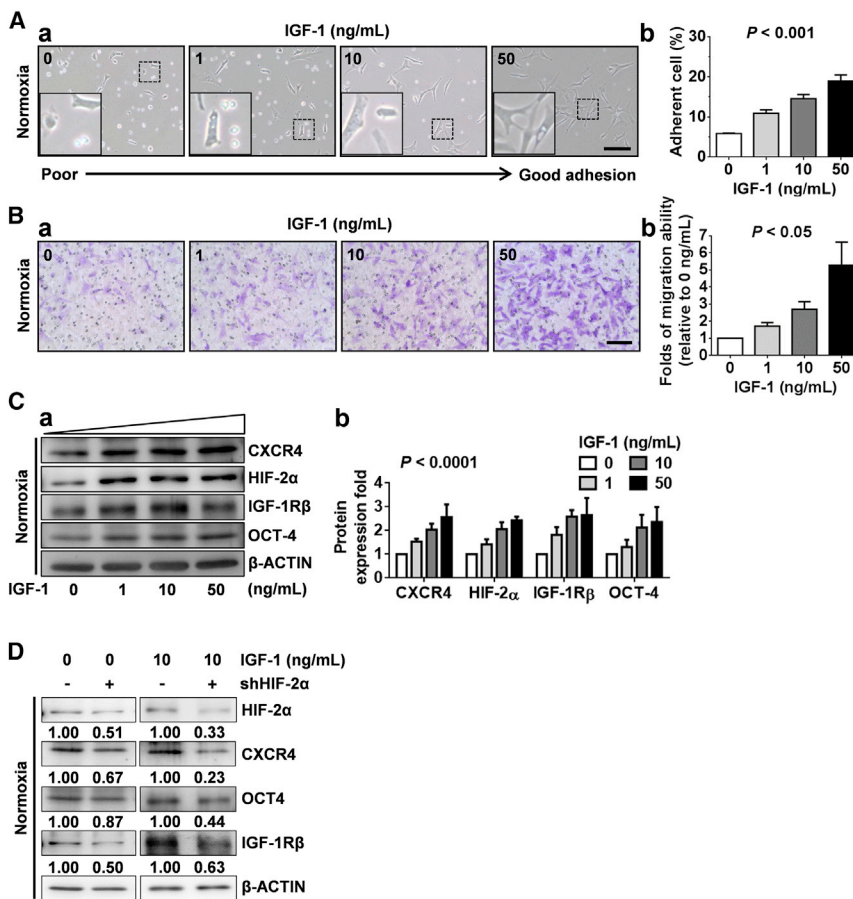 A
a
IGF-1 (ng/mL)
0
1
10
50
Normoxia
Poor
Good adhesion
b
P < 0.001
Adherent cell (%)
30
20
10
0
0 1 10 50
IGF-1 (ng/mL)
B
a
IGF-1 (ng/mL)
0
1
10
50
Normoxia
b
P < 0.05
Folds of migration ability
(relative to 0 ng/mL)
8
7
6
5
4
3
2
1
0
0 1 10 50
IGF-1 (ng/mL)
C
a
Normoxia
CXCR4
HIF-2α
IGF-1Rβ
OCT-4
β-ACTIN
IGF-1 0 1 10 50 (ng/mL)
b
P < 0.0001
IGF-1 (ng/mL)
0 10
1 50
Protein
expression fold
4
3
2
1
0
CXCR4 HIF-2α IGF-1Rβ OCT-4
D
0 0 10 10 IGF-1 (ng/mL)
- + - + shHIF-2α
Normoxia
HIF-2α
1.00 0.51 1.00 0.33
CXCR4
1.00 0.67 1.00 0.23
OCT4
1.00 0.87 1.00 0.44
IGF-1Rβ
1.00 0.50 1.00 0.63
β-ACTIN